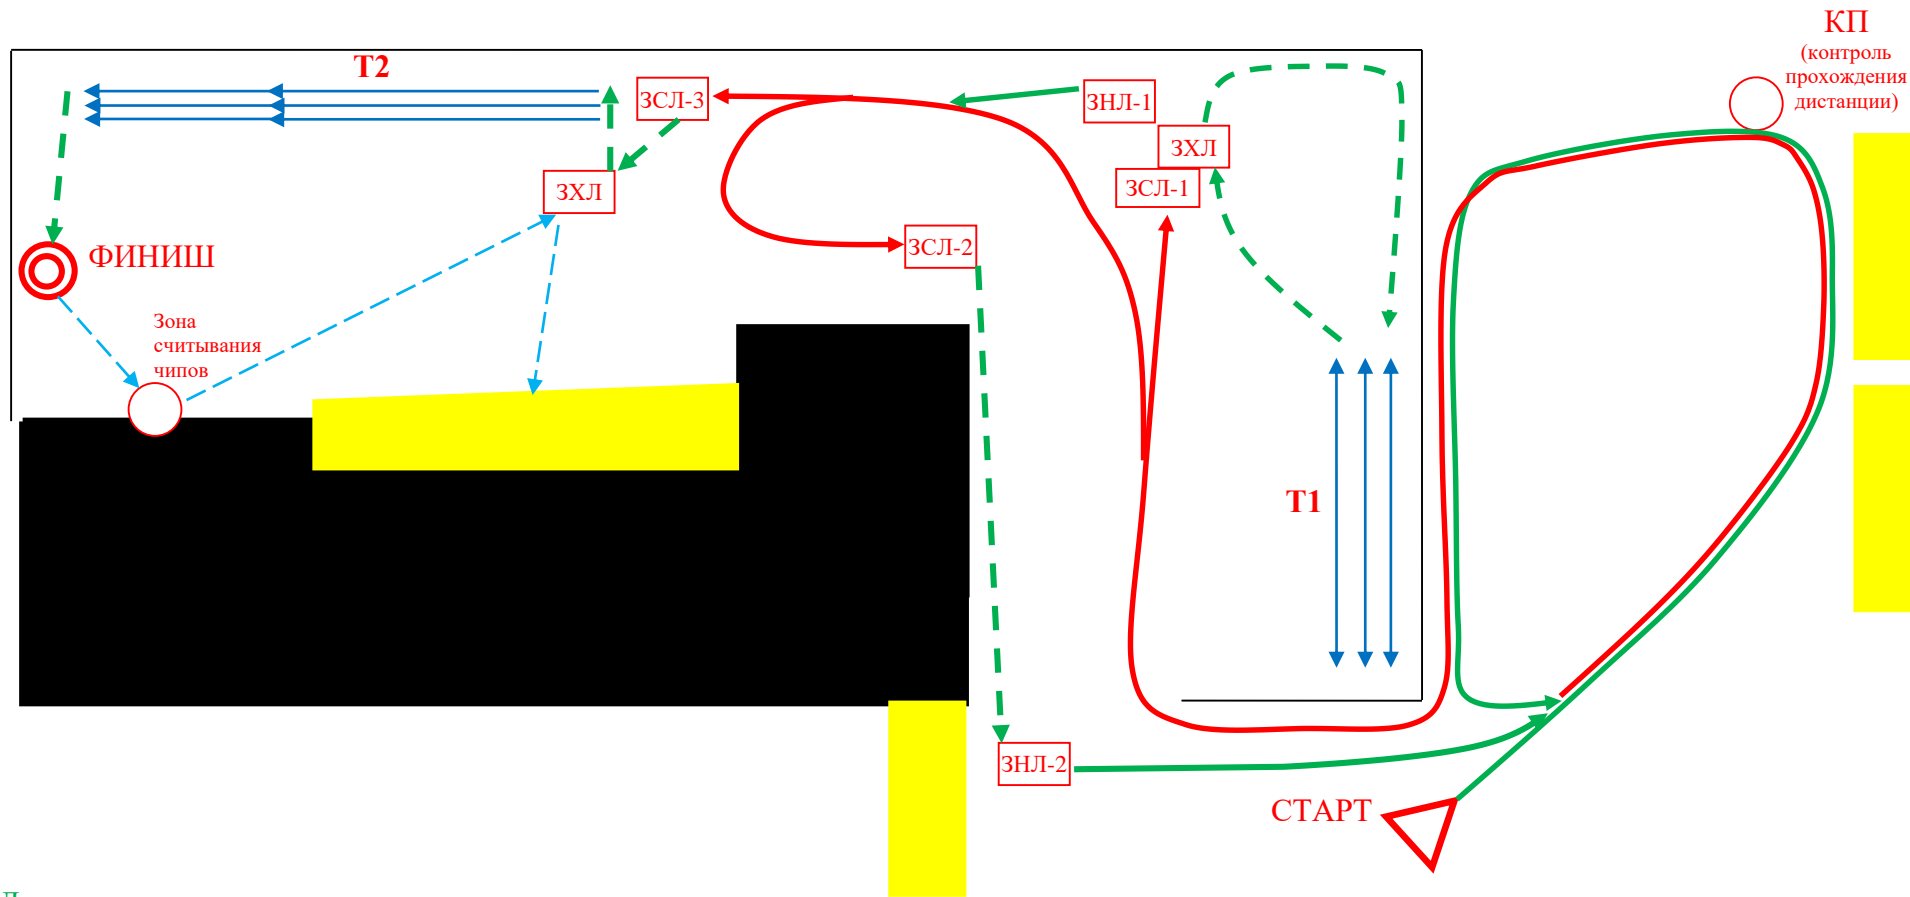 КП
(контроль
прохождения
дистанции)
Т2
ЗСЛ-3
ЗНЛ-1
ЗХЛ
ЗСЛ-1
ЗХЛ
ЗСЛ-2
ФИНИШ
Зона
считывания
чипов
Т1
ЗНЛ-2
СТАРТ